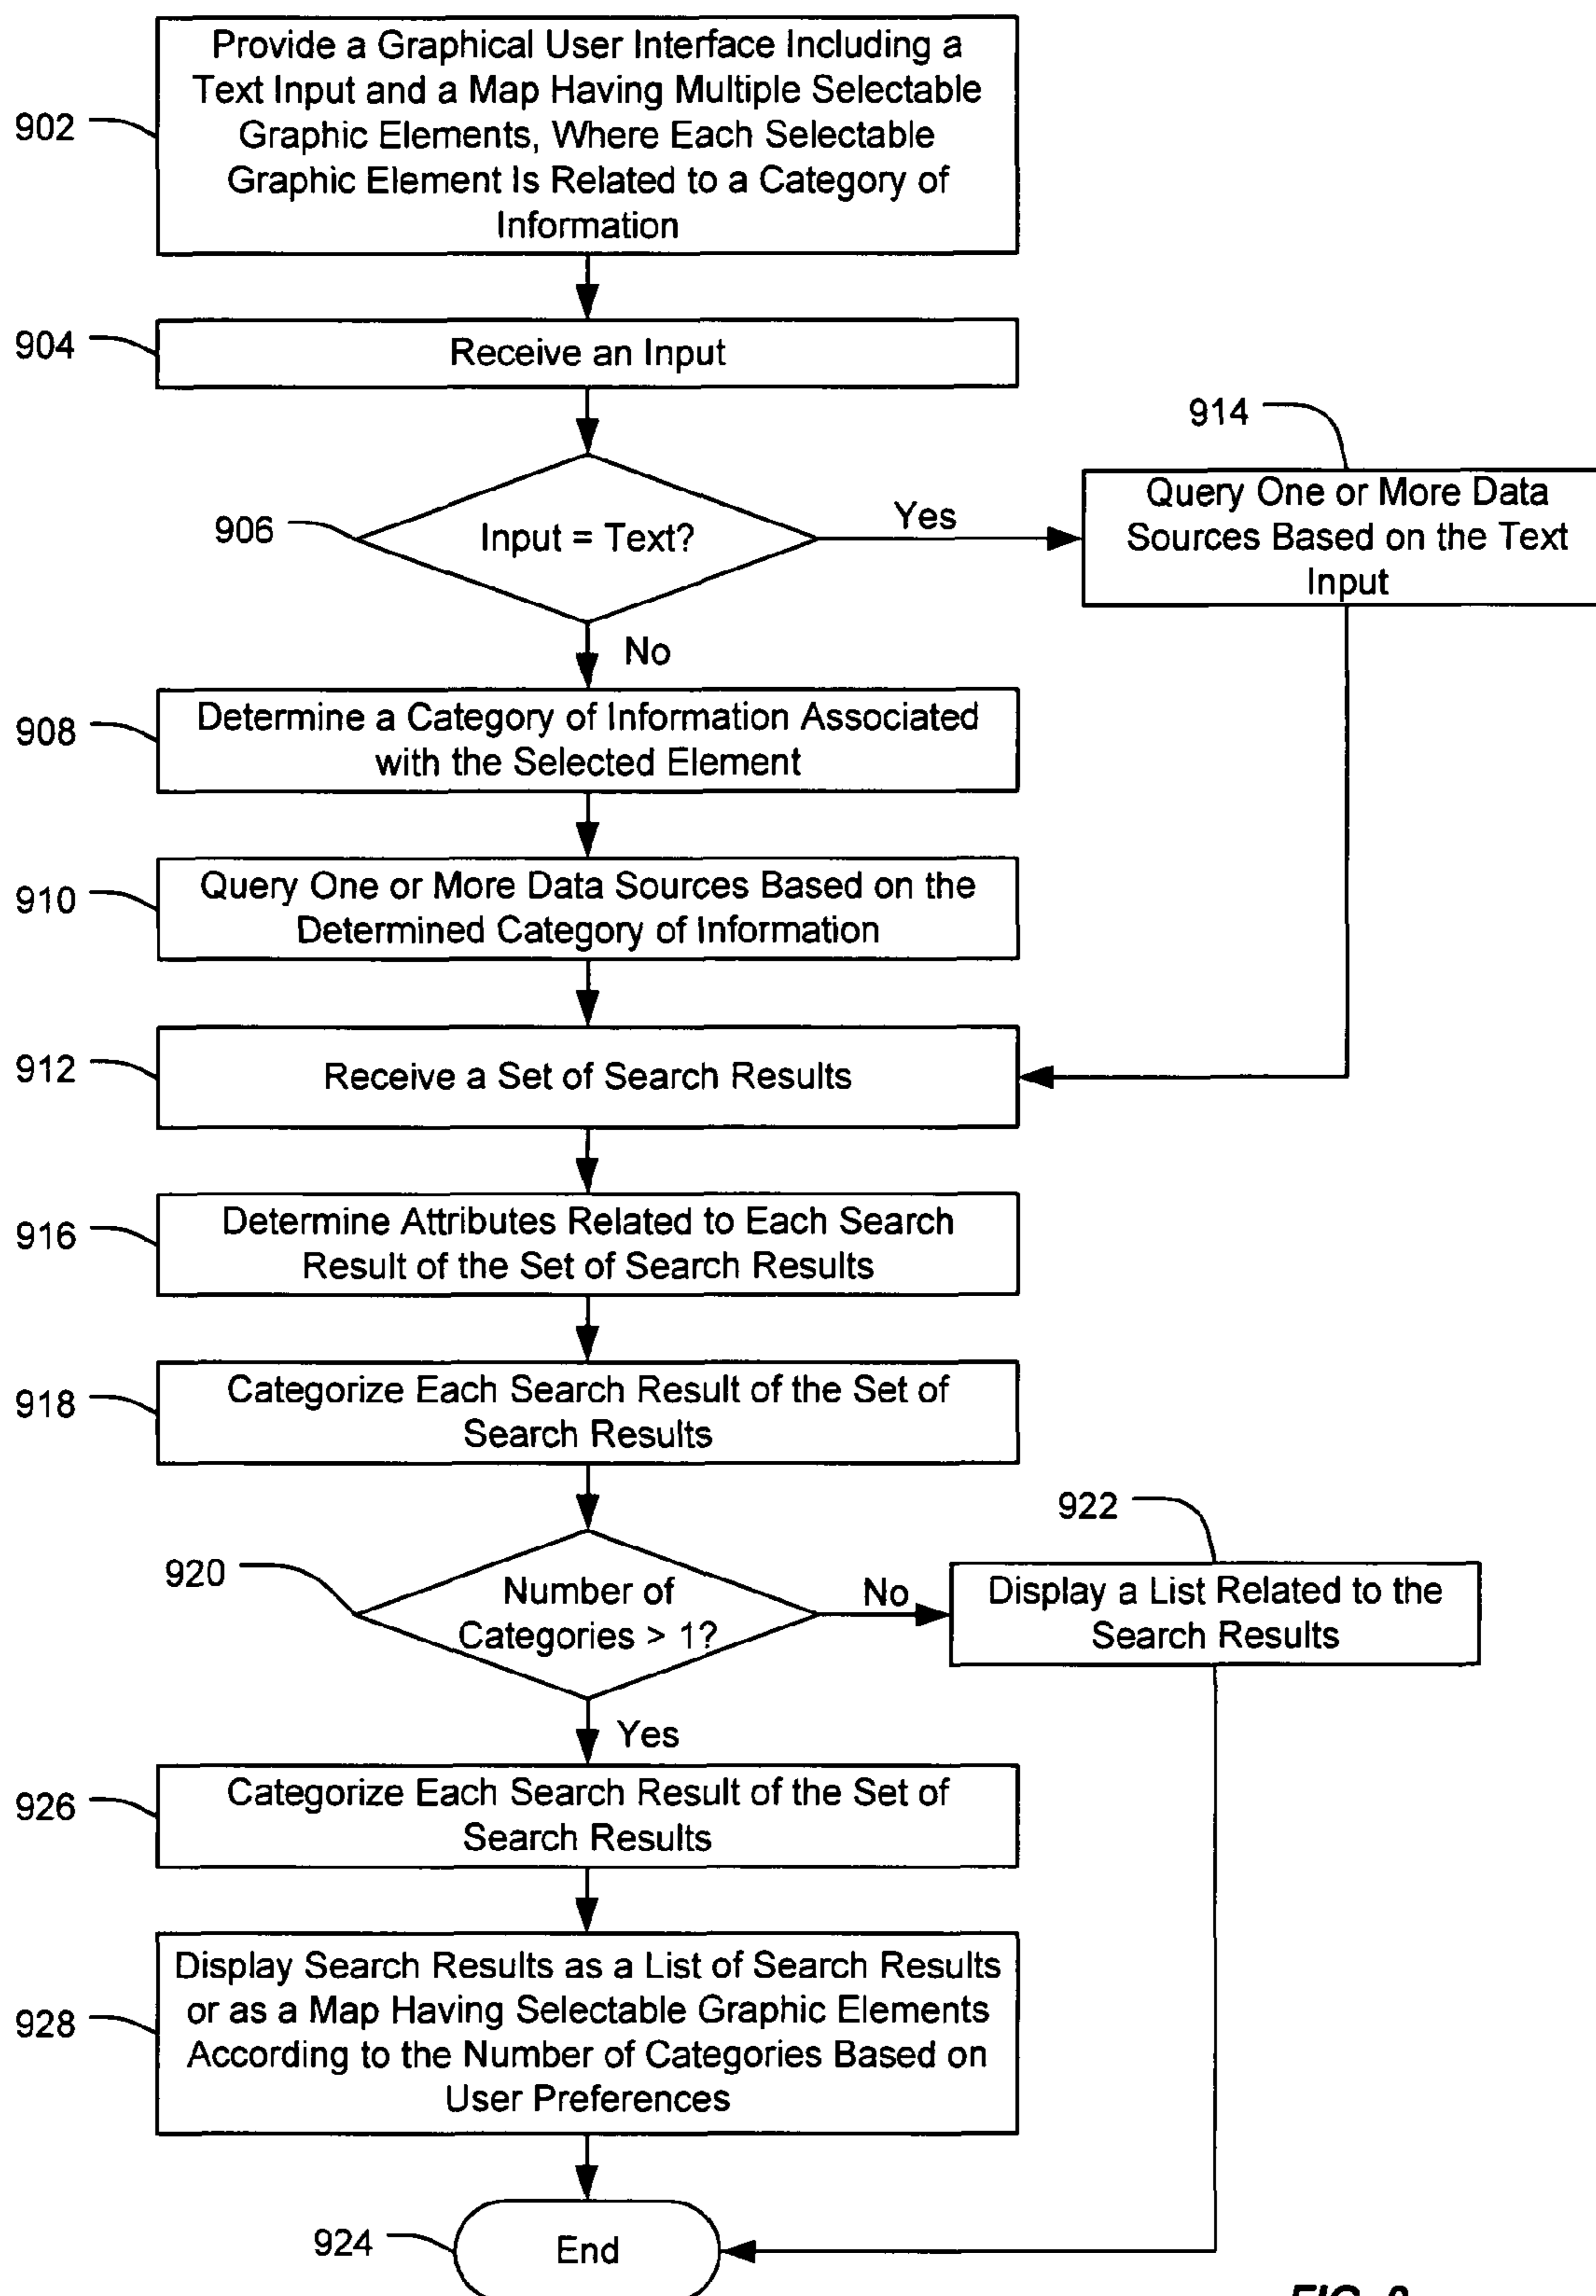 Provide a Graphical User Interface Including a
Text Input and a Map Having Multiple Selectable
Graphic Elements, Where Each Selectable
Graphic Element Is Related to a Category of
Information
902
904
Receive an Input
914
906
Input = Text?
Yes
Query One or More Data
Sources Based on the Text
Input
No
908
Determine a Category of Information Associated
with the Selected Element
910
Query One or More Data Sources Based on the
Determined Category of Information
912
Receive a Set of Search Results
916
Determine Attributes Related to Each Search
Result of the Set of Search Results
918
Categorize Each Search Result of the Set of
Search Results
922
920
Number of
Categories > 1?
No
Display a List Related to the
Search Results
Yes
926
Categorize Each Search Result of the Set of
Search Results
928
Display Search Results as a List of Search Results
or as a Map Having Selectable Graphic Elements
According to the Number of Categories Based on
User Preferences
924
End